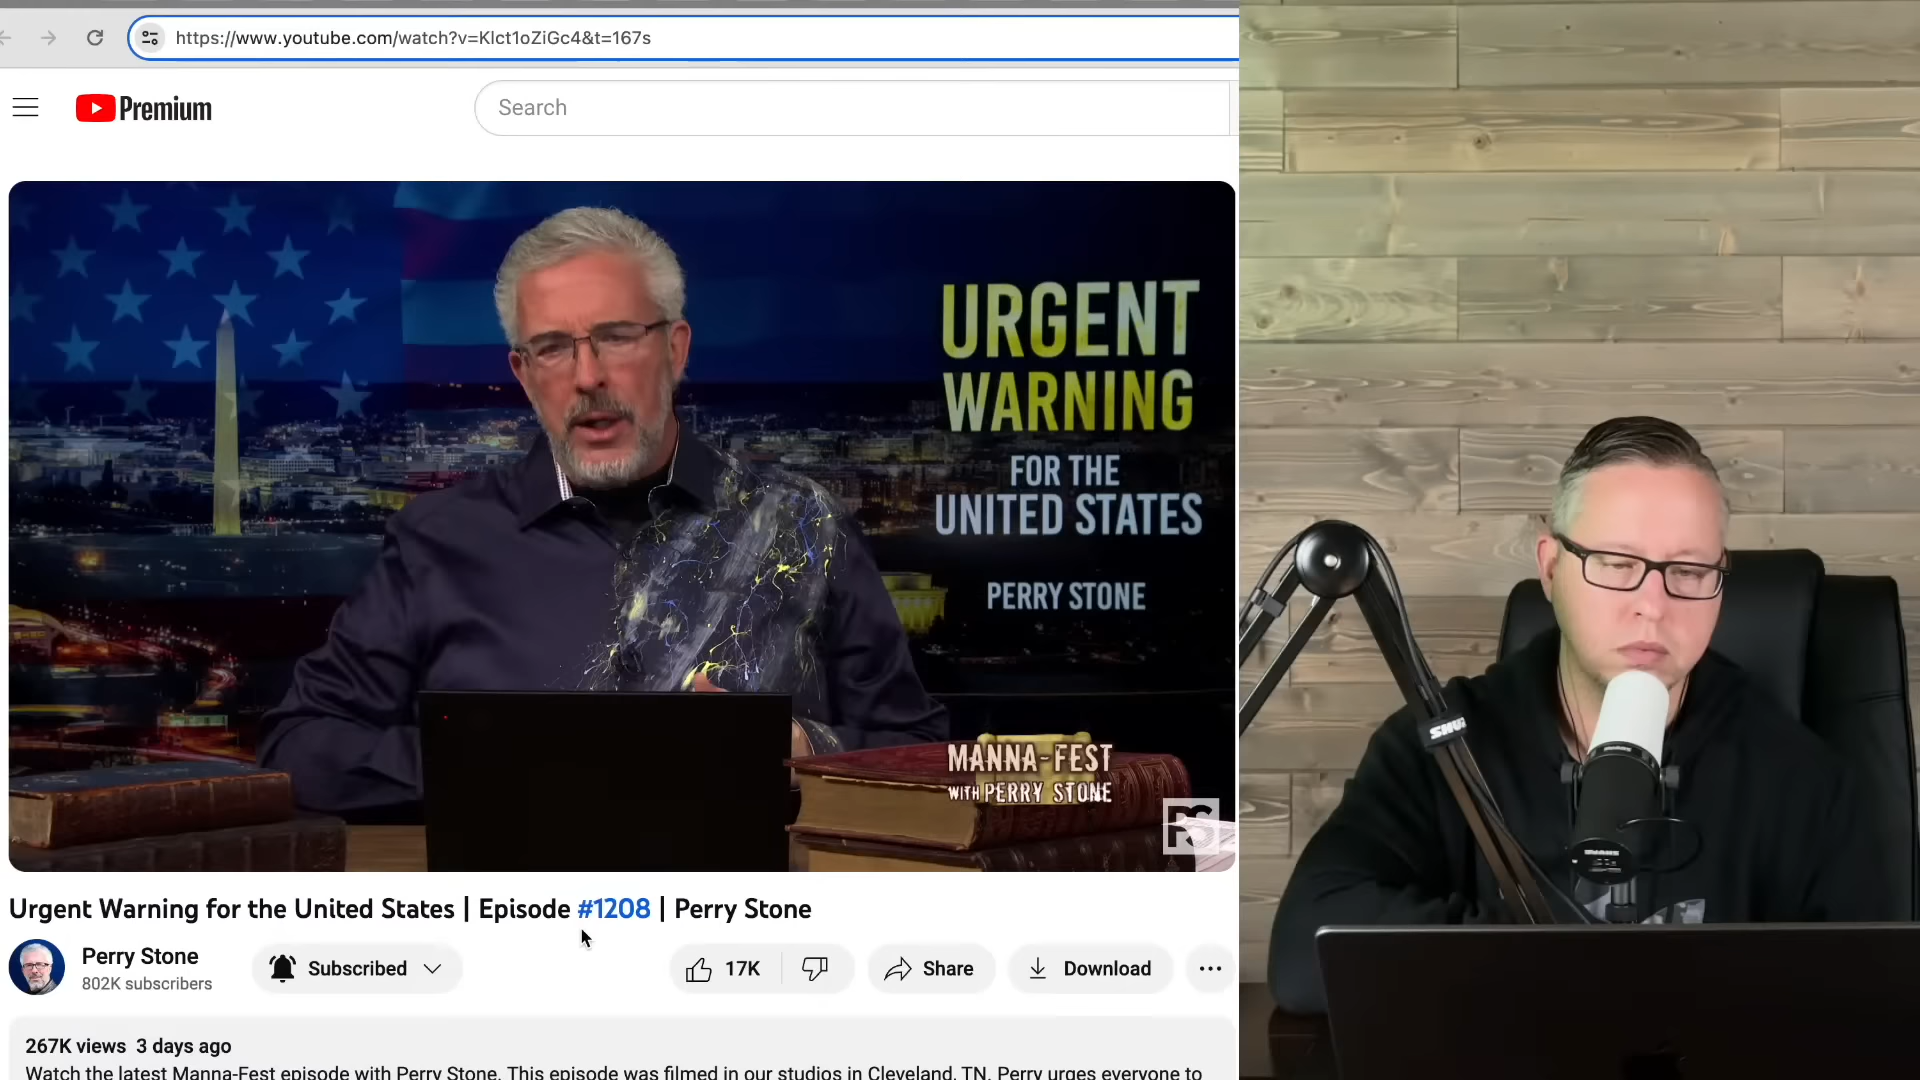 https://www.youtube.com/watch?v=Klct1oZiGc4&t=167s
Premium
Search
URGENT
WARNING
FOR THE
UNITED STATES
PERRY STONE
MANNA-FEST
WITH PERRY STONE
PS
SHURE
Urgent Warning for the United States | Episode #1208 | Perry Stone
Perry Stone
802K subscribers
Subscribed
17K
Share
Download
267K views 3 days ago
Watch the latest Manna-Fest episode with Perry Stone. This episode was filmed in our studios in Cleveland, TN. Perry urges everyone to